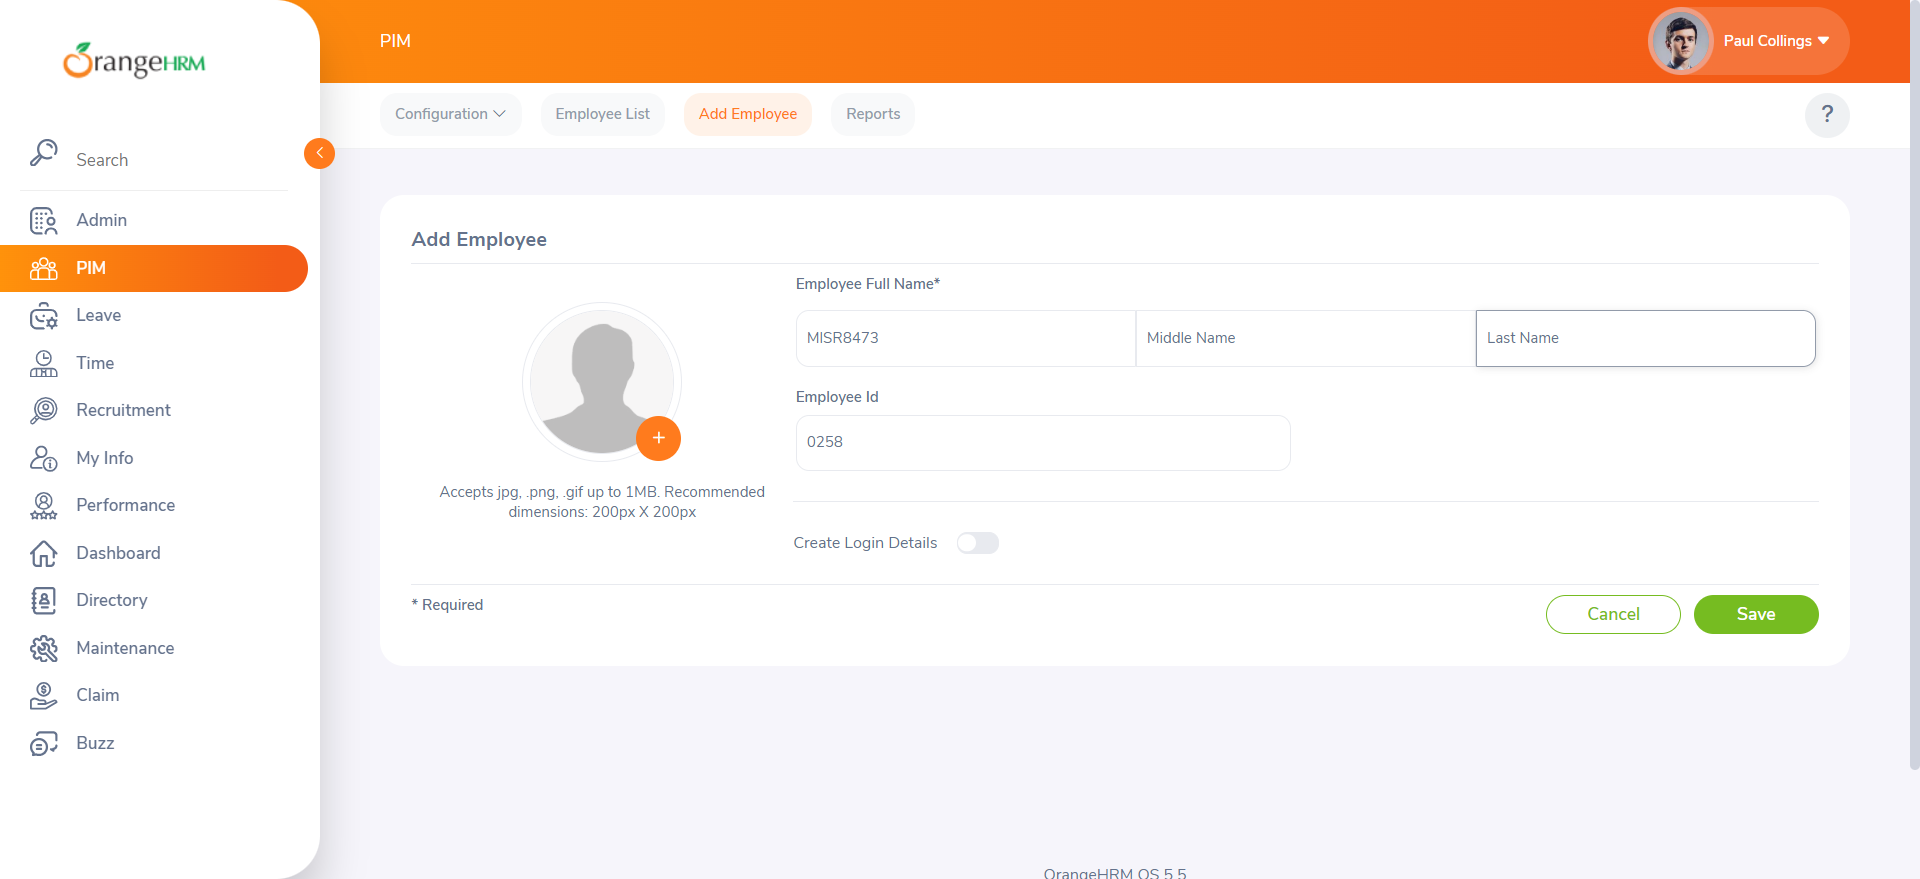 OrangeHRM
PIM
Paul Collings
Configuration
Employee List
Add Employee
Reports
?
Search
Admin
PIM
Leave
Time
Recruitment
My Info
Performance
Dashboard
Directory
Maintenance
Claim
Buzz
Add Employee
Employee Full Name*
MISR8473
Middle Name
Last Name
Employee Id
0258
Accepts jpg, .png, .gif up to 1MB. Recommended
dimensions: 200px X 200px
Create Login Details
* Required
Cancel
Save
OrangeHRM OS 5.5